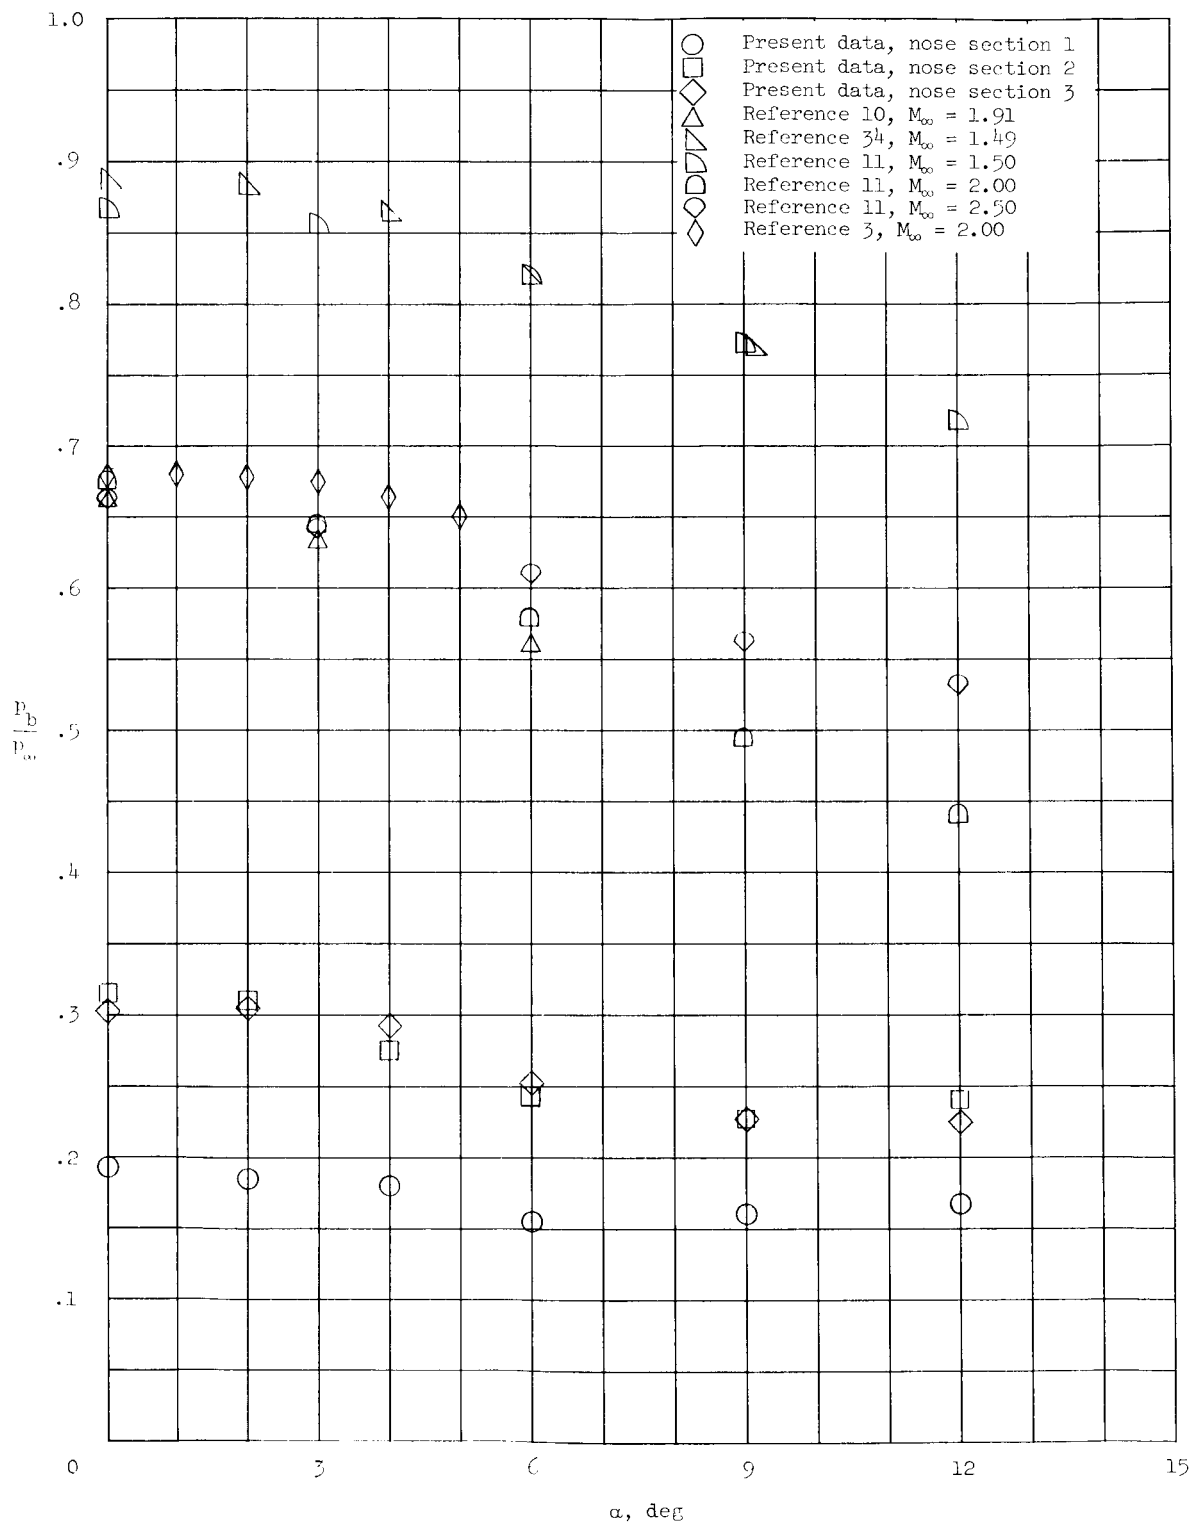 1.0
Present data, nose section 1
Present data, nose section 2
Present data, nose section 3
Reference 10, M∞ = 1.91
Reference 34, M∞ = 1.49
Reference 11, M∞ = 1.50
Reference 11, M∞ = 2.00
Reference 11, M∞ = 2.50
Reference 3, M∞ = 2.00
.9
.8
.7
.6
p_b
.5
p∞
.4
.3
.2
.1
0 3 6 9 12 15
α, deg